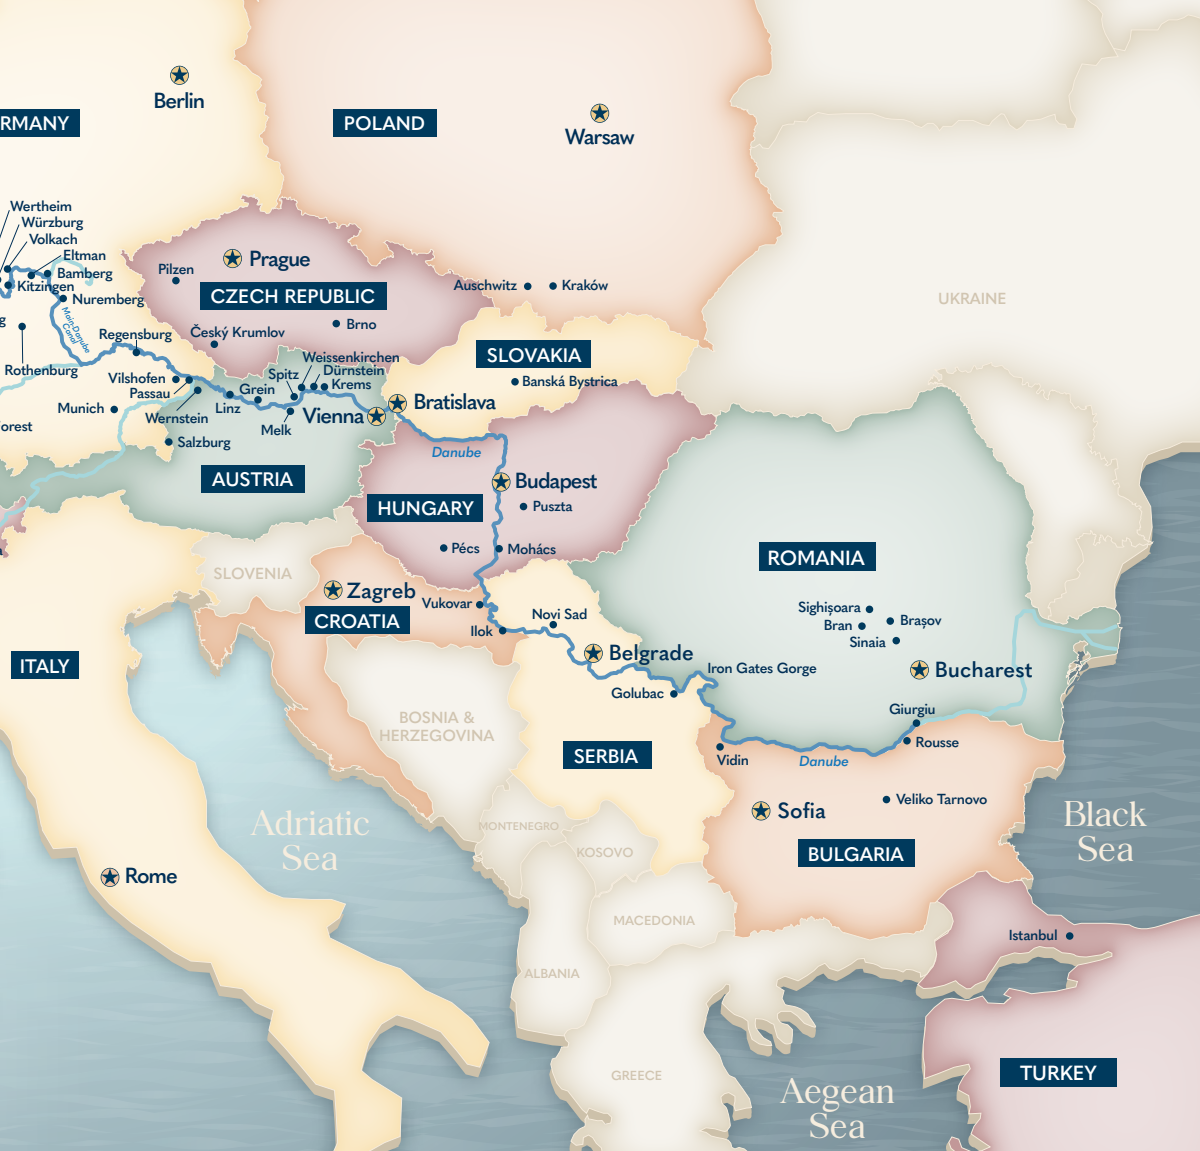 Berlin
RMANY
POLAND
Warsaw
Wertheim
Würzburg
Volkach
Eltman
Bamberg
Kitzingen
Nuremberg
Main-Danube
Canal
Prague
Pilzen
CZECH REPUBLIC
Auschwitz
Kraków
UKRAINE
g
Brno
Český Krumlov
Regensburg
Rothenburg
Weissenkirchen
Dürnstein
Spitz
Krems
Grein
SLOVAKIA
Banská Bystrica
Vilshofen
Passau
Munich
Wernstein
Linz
Vienna
Bratislava
Melk
orest
Salzburg
Danube
AUSTRIA
Budapest
HUNGARY
Puszta
Pécs
Mohács
ROMANIA
SLOVENIA
Zagreb
Vukovar
CROATIA
Ilok
Novi Sad
Sighișoara
Bran
Brașov
Sinaia
Belgrade
ITALY
Iron Gates Gorge
Bucharest
Golubac
BOSNIA &
HERZEGOVINA
Giurgiu
Rousse
SERBIA
Vidin
Danube
Adriatic
Sea
Sofia
Veliko Tarnovo
Black
Sea
MONTENEGRO
KOSOVO
BULGARIA
Rome
MACEDONIA
Istanbul
ALBANIA
GREECE
TURKEY
Aegean
Sea